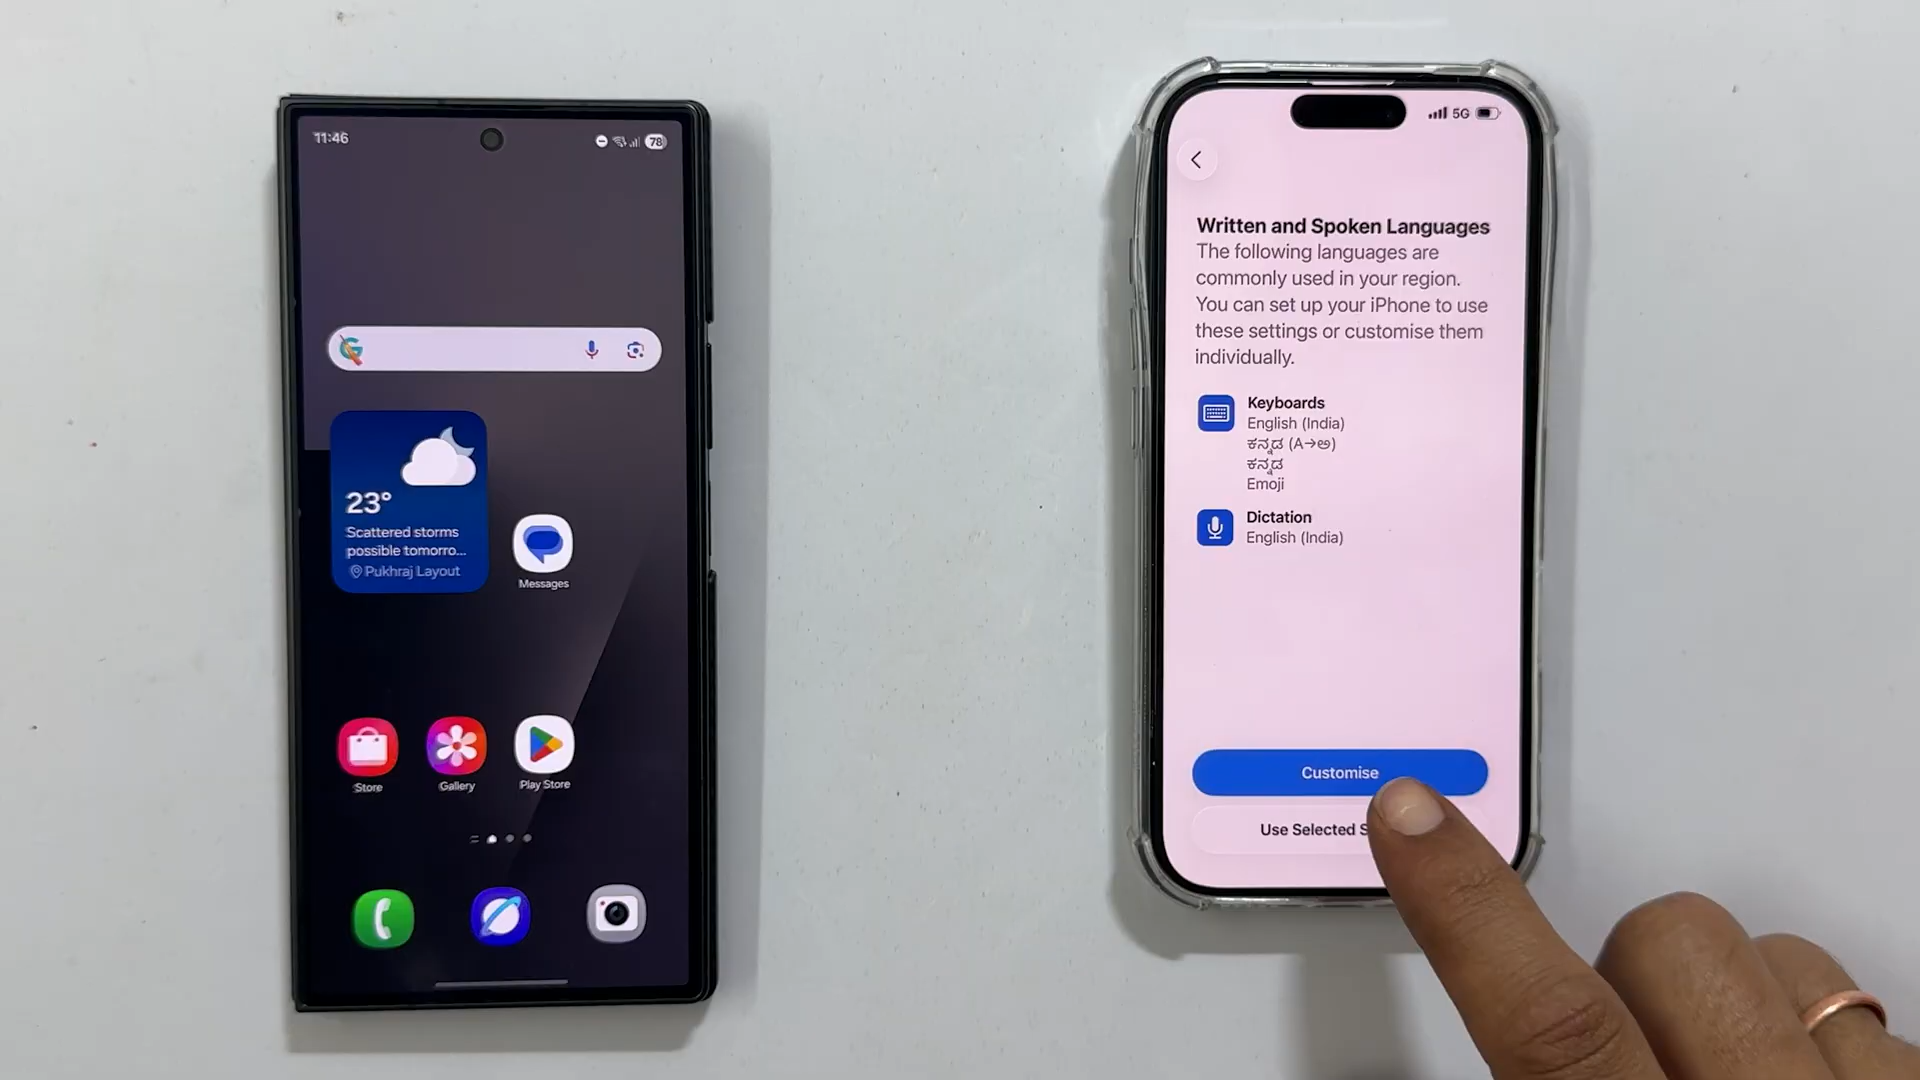 11:46
78
23°
Scattered storms
possible tomorro...
Pukhraj Layout
Messages
Store
Gallery
Play Store
5G
Written and Spoken Languages
The following languages are
commonly used in your region.
You can set up your iPhone to use
these settings or customise them
individually.
Keyboards
English (India)
ಕನ್ನಡ (A→ಅ)
ಕನ್ನಡ
Emoji
Dictation
English (India)
Customise
Use Selected S